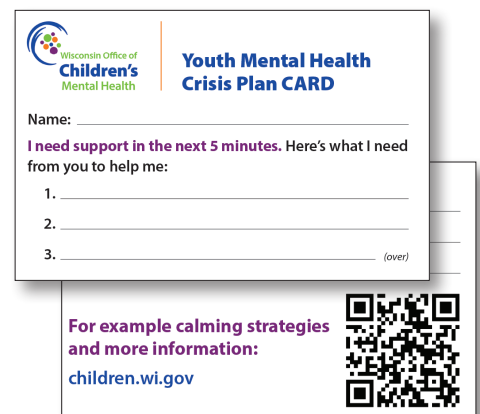 Wisconsin Office of
Children's
Mental Health
Youth Mental Health
Crisis Plan CARD
Name:
I need support in the next 5 minutes. Here's what I need
from you to help me:
1.
2.
3.
(over)
For example calming strategies
and more information:
children.wi.gov